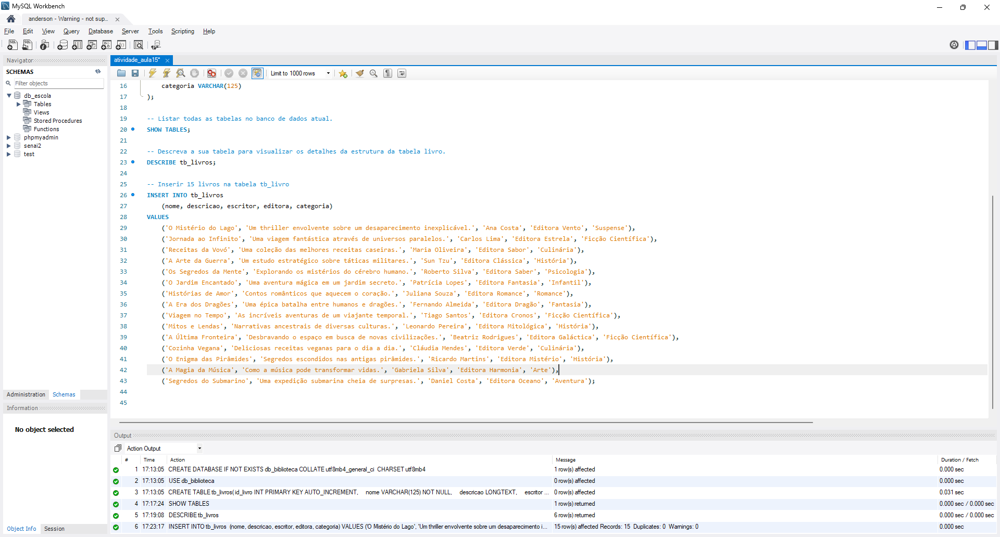 MySQL Workbench
anderson - Warning - not sup...
File Edit View Query Database Server Tools Scripting Help
Navigator
SCHEMAS
Filter objects
db_escola
Tables
Views
Stored Procedures
Functions
phpmyadmin
senai2
test
Administration Schemas
Information
No object selected
Object Info Session
atividade_aula15*
Limit to 1000 rows
16 categoria VARCHAR(125)
17 );
18
19 -- Listar todas as tabelas no banco de dados atual.
20 SHOW TABLES;
21
22 -- Descreva a sua tabela para visualizar os detalhes da estrutura da tabela livro.
23 DESCRIBE tb_livros;
24
25 -- Inserir 15 livros na tabela tb_livro
26 INSERT INTO tb_livros
27 (nome, descricao, escritor, editora, categoria)
28 VALUES
29 ('O Mistério do Lago', 'Um thriller envolvente sobre um desaparecimento inexplicável.', 'Ana Costa', 'Editora Vento', 'Suspense'),
30 ('Jornada ao Infinito', 'Uma viagem fantástica através de universos paralelos.', 'Carlos Lima', 'Editora Estrela', 'Ficção Científica'),
31 ('Receitas da Vovó', 'Uma coleção das melhores receitas caseiras.', 'Maria Oliveira', 'Editora Sabor', 'Culinária'),
32 ('A Arte da Guerra', 'Um estudo estratégico sobre táticas militares.', 'Sun Tzu', 'Editora Clássica', 'História'),
33 ('Os Segredos da Mente', 'Explorando os mistérios do cérebro humano.', 'Roberto Silva', 'Editora Saber', 'Psicologia'),
34 ('O Jardim Encantado', 'Uma aventura mágica em um jardim secreto.', 'Patrícia Lopes', 'Editora Fantasia', 'Infantil'),
35 ('Histórias de Amor', 'Contos românticos que aquecem o coração.', 'Juliana Souza', 'Editora Romance', 'Romance'),
36 ('A Era dos Dragões', 'Uma épica batalha entre humanos e dragões.', 'Fernando Almeida', 'Editora Dragão', 'Fantasia'),
37 ('Viagem no Tempo', 'As incríveis aventuras de um viajante temporal.', 'Tiago Santos', 'Editora Cronos', 'Ficção Científica'),
38 ('Mitos e Lendas', 'Narrativas ancestrais de diversas culturas.', 'Leonardo Pereira', 'Editora Mitológica', 'História'),
39 ('A Última Fronteira', 'Desbravando o espaço em busca de novas civilizações.', 'Beatriz Rodrigues', 'Editora Galáctica', 'Ficção Científica'),
40 ('Cozinha Vegana', 'Deliciosas receitas veganas para o dia a dia.', 'Cláudia Mendes', 'Editora Verde', 'Culinária'),
41 ('O Enigma das Pirâmides', 'Segredos escondidos nas antigas pirâmides.', 'Ricardo Martins', 'Editora Mistério', 'História'),
42 ('A Magia da Música', 'Como a música pode transformar vidas.', 'Gabriela Silva', 'Editora Harmonia', 'Arte'),
43 ('Segredos do Submarino', 'Uma expedição submarina cheia de surpresas.', 'Daniel Costa', 'Editora Oceano', 'Aventura');
44
45
Output
Action Output
# Time Action Message Duration / Fetch
1 17:13:05 CREATE DATABASE IF NOT EXISTS db_biblioteca COLLATE utf8mb4_general_ci CHARSET utf8mb4 1 row(s) affected 0.000 sec
2 17:13:05 USE db_biblioteca 0 row(s) affected 0.000 sec
3 17:13:05 CREATE TABLE tb_livros( id_livro INT PRIMARY KEY AUTO_INCREMENT, nome VARCHAR(125) NOT NULL, descricao LONGTEXT, escritor ... 0 row(s) affected 0.031 sec
4 17:17:24 SHOW TABLES 1 row(s) returned 0.000 sec / 0.000 sec
5 17:19:08 DESCRIBE tb_livros 6 row(s) returned 0.000 sec / 0.000 sec
6 17:23:17 INSERT INTO tb_livros (nome, descricao, escritor, editora, categoria) VALUES ('O Mistério do Lago', 'Um thriller envolvente sobre um desaparecimento i... 15 row(s) affected Records: 15 Duplicates: 0 Warnings: 0 0.000 sec